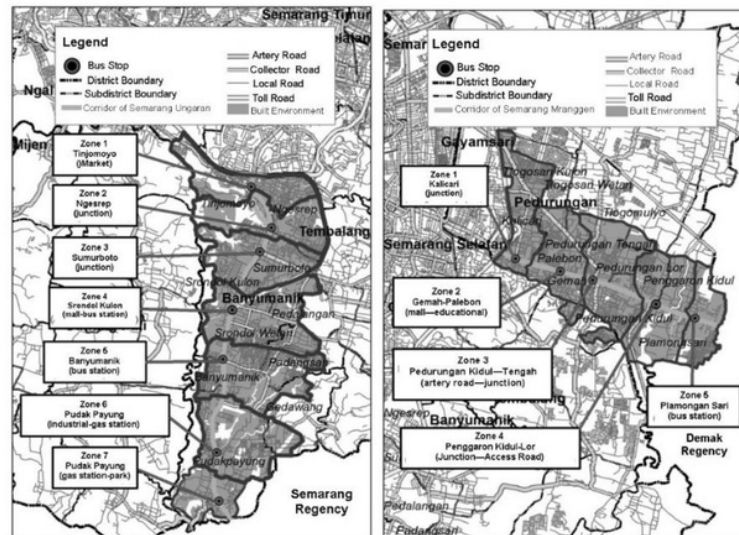 Semarang Timur
Legend
Bus Stop
District Boundary
Subdistrict Boundary
Corridor of Semarang Ungaran
Artery Road
Collector Road
Local Road
Toll Road
Built Environment
Mijen
Zone 1
Tinjomoyo
(jMarket)
Zone 2
Ngesrep
(junction)
Zone 3
Sumurboto
(junction)
Zone 4
Srondol Kulon
(mall-bus station)
Zone 5
Banyumanik
(bus station)
Zone 6
Pudak Payung
(industrial-gas station)
Zone 7
Pudak Payung
(gas station-park)
Tinjomoyo
Ngesrep
Tembalang
Sumurboto
Srondol Kulon
Banyumanik
Pedalangan
Srondol Wetan
Padangsari
Banyumanik
Gedawang
Pudakpayung
Semarang
Regency
Legend
Bus Stop
District Boundary
Subdistrict Boundary
Corridor of Semarang Mranggen
Artery Road
Collector Road
Local Road
Toll Road
Built Environment
Gayamsari
Tlogosari Kulon
Tlogosari Wetan
Zone 1
Kalicari
(junction)
Pedurungan
Tlogomulyo
Kalicari
Semarang Selatan
Pedurungan Tengah
Palebon
Pedurungan Lor
Gemah
Penggaron Kidul
Zone 2
Gemah-Palebon
(mall—educational)
Pedurungan Kidul
Plamongsari
Zone 3
Pedurungan Kidul—Tengah
(artery road—junction)
Zone 5
Plamongan Sari
(bus station)
Ngesrep
Banyumanik
Zone 4
Penggaron Kidul-Lor
(Junction—Access Road)
Demak
Regency
Pedalangan
Padangsari